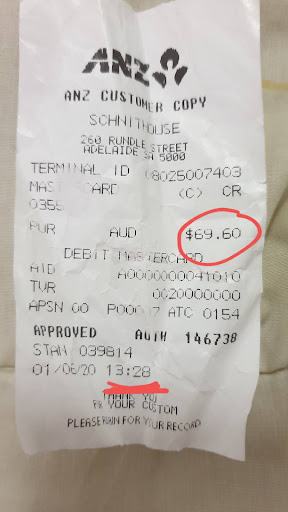 ANZ
ANZ CUSTOMER COPY
SCHNITHOUSE
260 RUNDLE STREET
ADELAIDE SA 5000
TERMINAL ID 08025007403
MASTERCARD (C) CR
0355
PUR AUD $69.60
DEBIT MASTERCARD
AID A0000000041010
TVR 0020000000
APSN 00 ATC 0154
APPROVED AUTH 146738
STAN 039814
01/06/20 13:28
THANK YOU
YOUR CUSTOM
PLEASE FOR YOUR RECORD